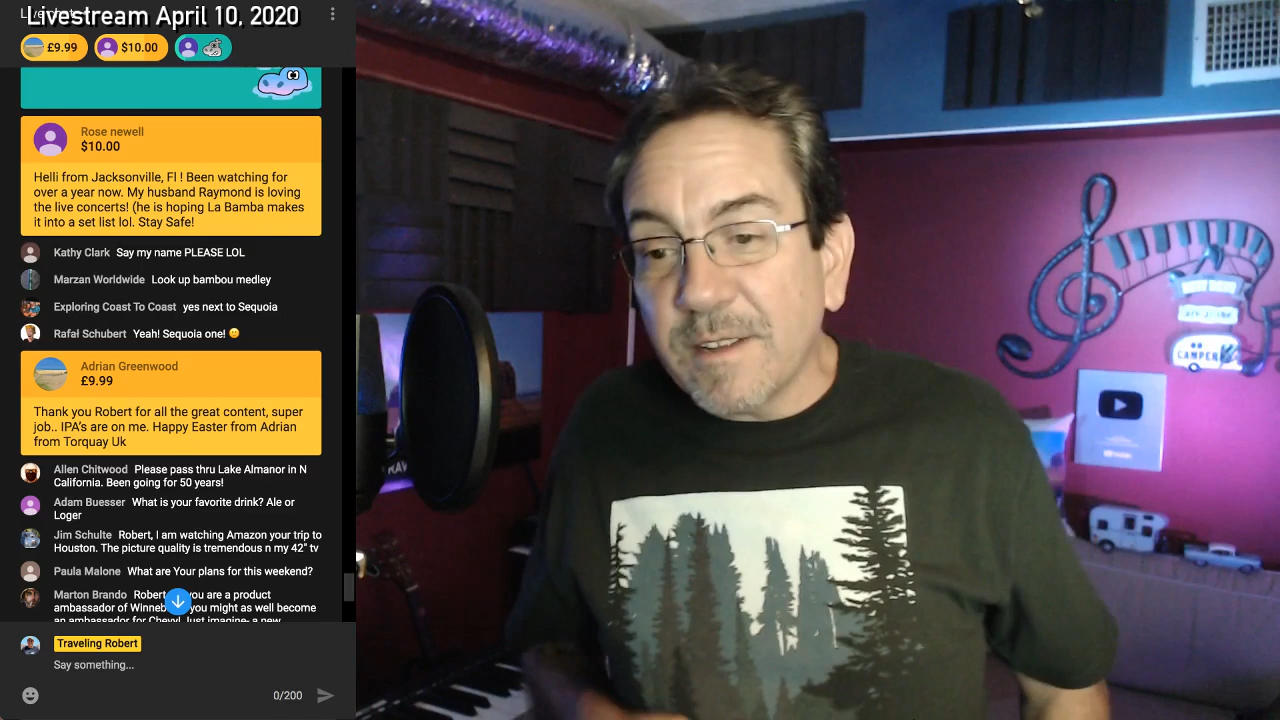 Livestream April 10, 2020
£9.99
$10.00
Rose newell
$10.00
Helli from Jacksonville, Fl ! Been watching for
over a year now. My husband Raymond is loving
the live concerts! (he is hoping La Bamba makes
it into a set list lol. Stay Safe!
Kathy Clark Say my name PLEASE LOL
Marzan Worldwide Look up bambou medley
Exploring Coast To Coast yes next to Sequoia
Rafał Schubert Yeah! Sequoia one! 🙂
Adrian Greenwood
£9.99
Thank you Robert for all the great content, super
job.. IPA's are on me. Happy Easter from Adrian
from Torquay Uk
Allen Chitwood Please pass thru Lake Almanor in N
California. Been going for 50 years!
Adam Buesser What is your favorite drink? Ale or
Loger
Jim Schulte Robert, I am watching Amazon your trip to
Houston. The picture quality is tremendous n my 42" tv
Paula Malone What are Your plans for this weekend?
Marton Brando Robert you are a product
ambassador of Winneb you might as well become
an ambassador for Chevy! Just imagine- a new
Traveling Robert
Say something...
0/200
CAMPER